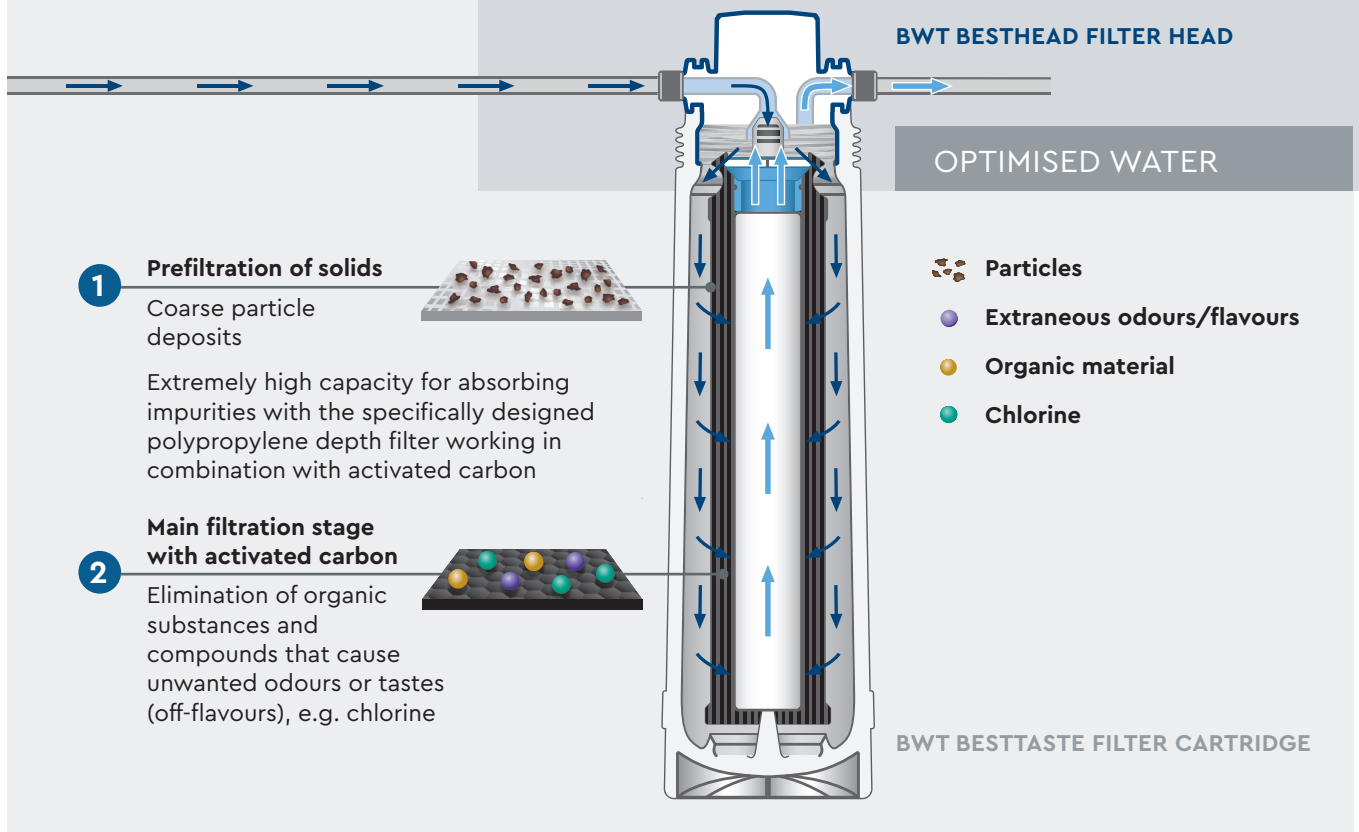 BWT BESTHEAD FILTER HEAD
OPTIMISED WATER
1
Prefiltration of solids
Coarse particle
deposits
Extremely high capacity for absorbing
impurities with the specifically designed
polypropylene depth filter working in
combination with activated carbon
2
Main filtration stage
with activated carbon
Elimination of organic
substances and
compounds that cause
unwanted odours or tastes
(off-flavours), e.g. chlorine
Particles
Extraneous odours/flavours
Organic material
Chlorine
BWT BESTTASTE FILTER CARTRIDGE